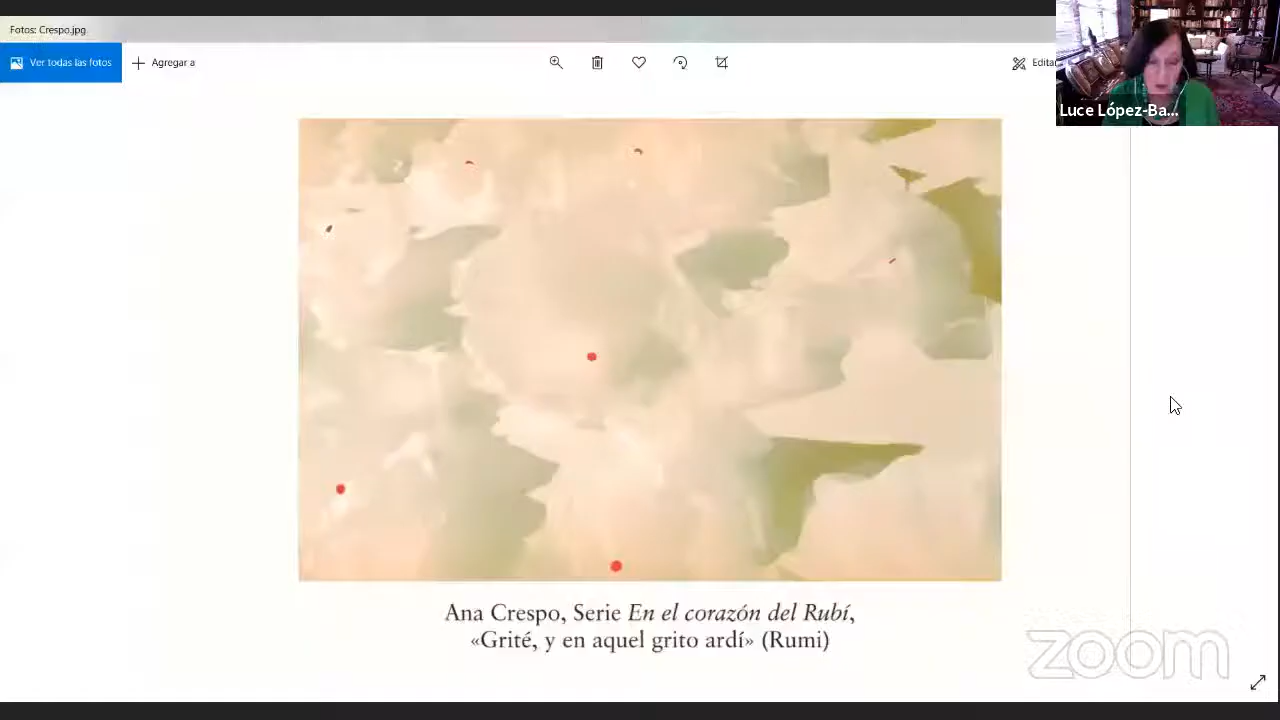 Fotos: Crespo.jpg
Ver todas las fotos
Agregar a
Edita
Luce López-Ba...
Ana Crespo, Serie En el corazón del Rubí,
«Grité, y en aquel grito ardí» (Rumi)
zoom